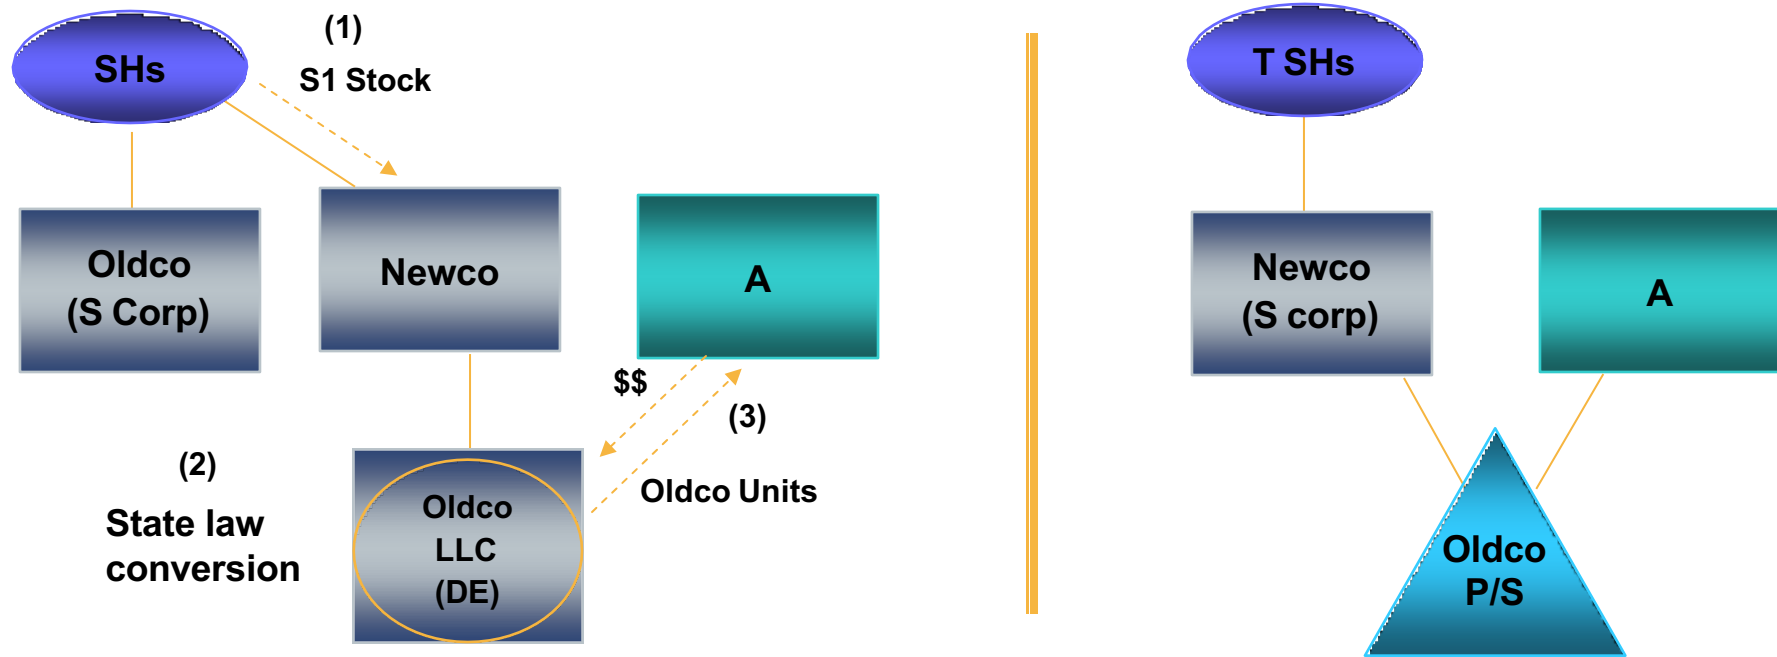 (1)
S1 Stock
SHs
Oldco
(S Corp)
Newco
A
$$
(3)
(2)
State law
conversion
Oldco
LLC
(DE)
Oldco Units
T SHs
Newco
(S corp)
A
Oldco
P/S